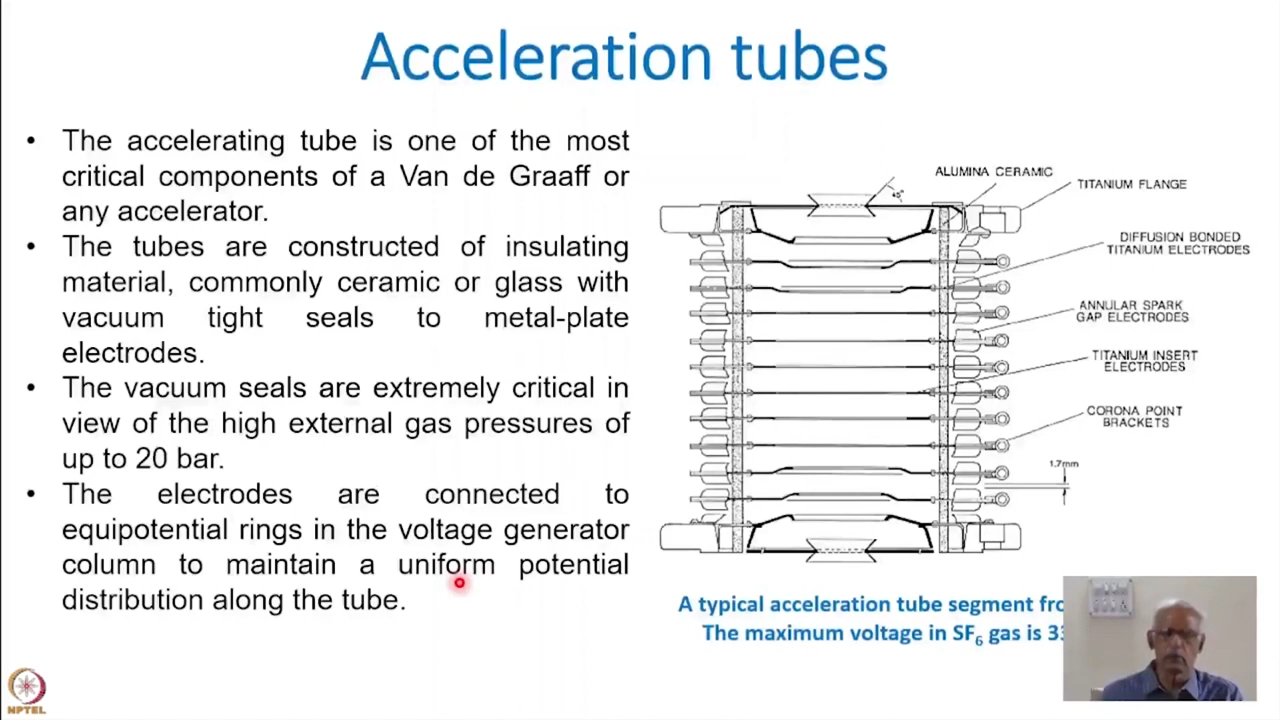 Acceleration tubes
• The accelerating tube is one of the most
critical components of a Van de Graaff or
any accelerator.
• The tubes are constructed of insulating
material, commonly ceramic or glass with
vacuum tight seals to metal-plate
electrodes.
• The vacuum seals are extremely critical in
view of the high external gas pressures of
up to 20 bar.
• The electrodes are connected to
equipotential rings in the voltage generator
column to maintain a uniform potential
distribution along the tube.
45°
ALUMINA CERAMIC
TITANIUM FLANGE
DIFFUSION BONDED
TITANIUM ELECTRODES
ANNULAR SPARK
GAP ELECTRODES
TITANIUM INSERT
ELECTRODES
CORONA POINT
BRACKETS
1.7mm
A typical acceleration tube segment
The maximum voltage in SF₆ gas is
NPTEL